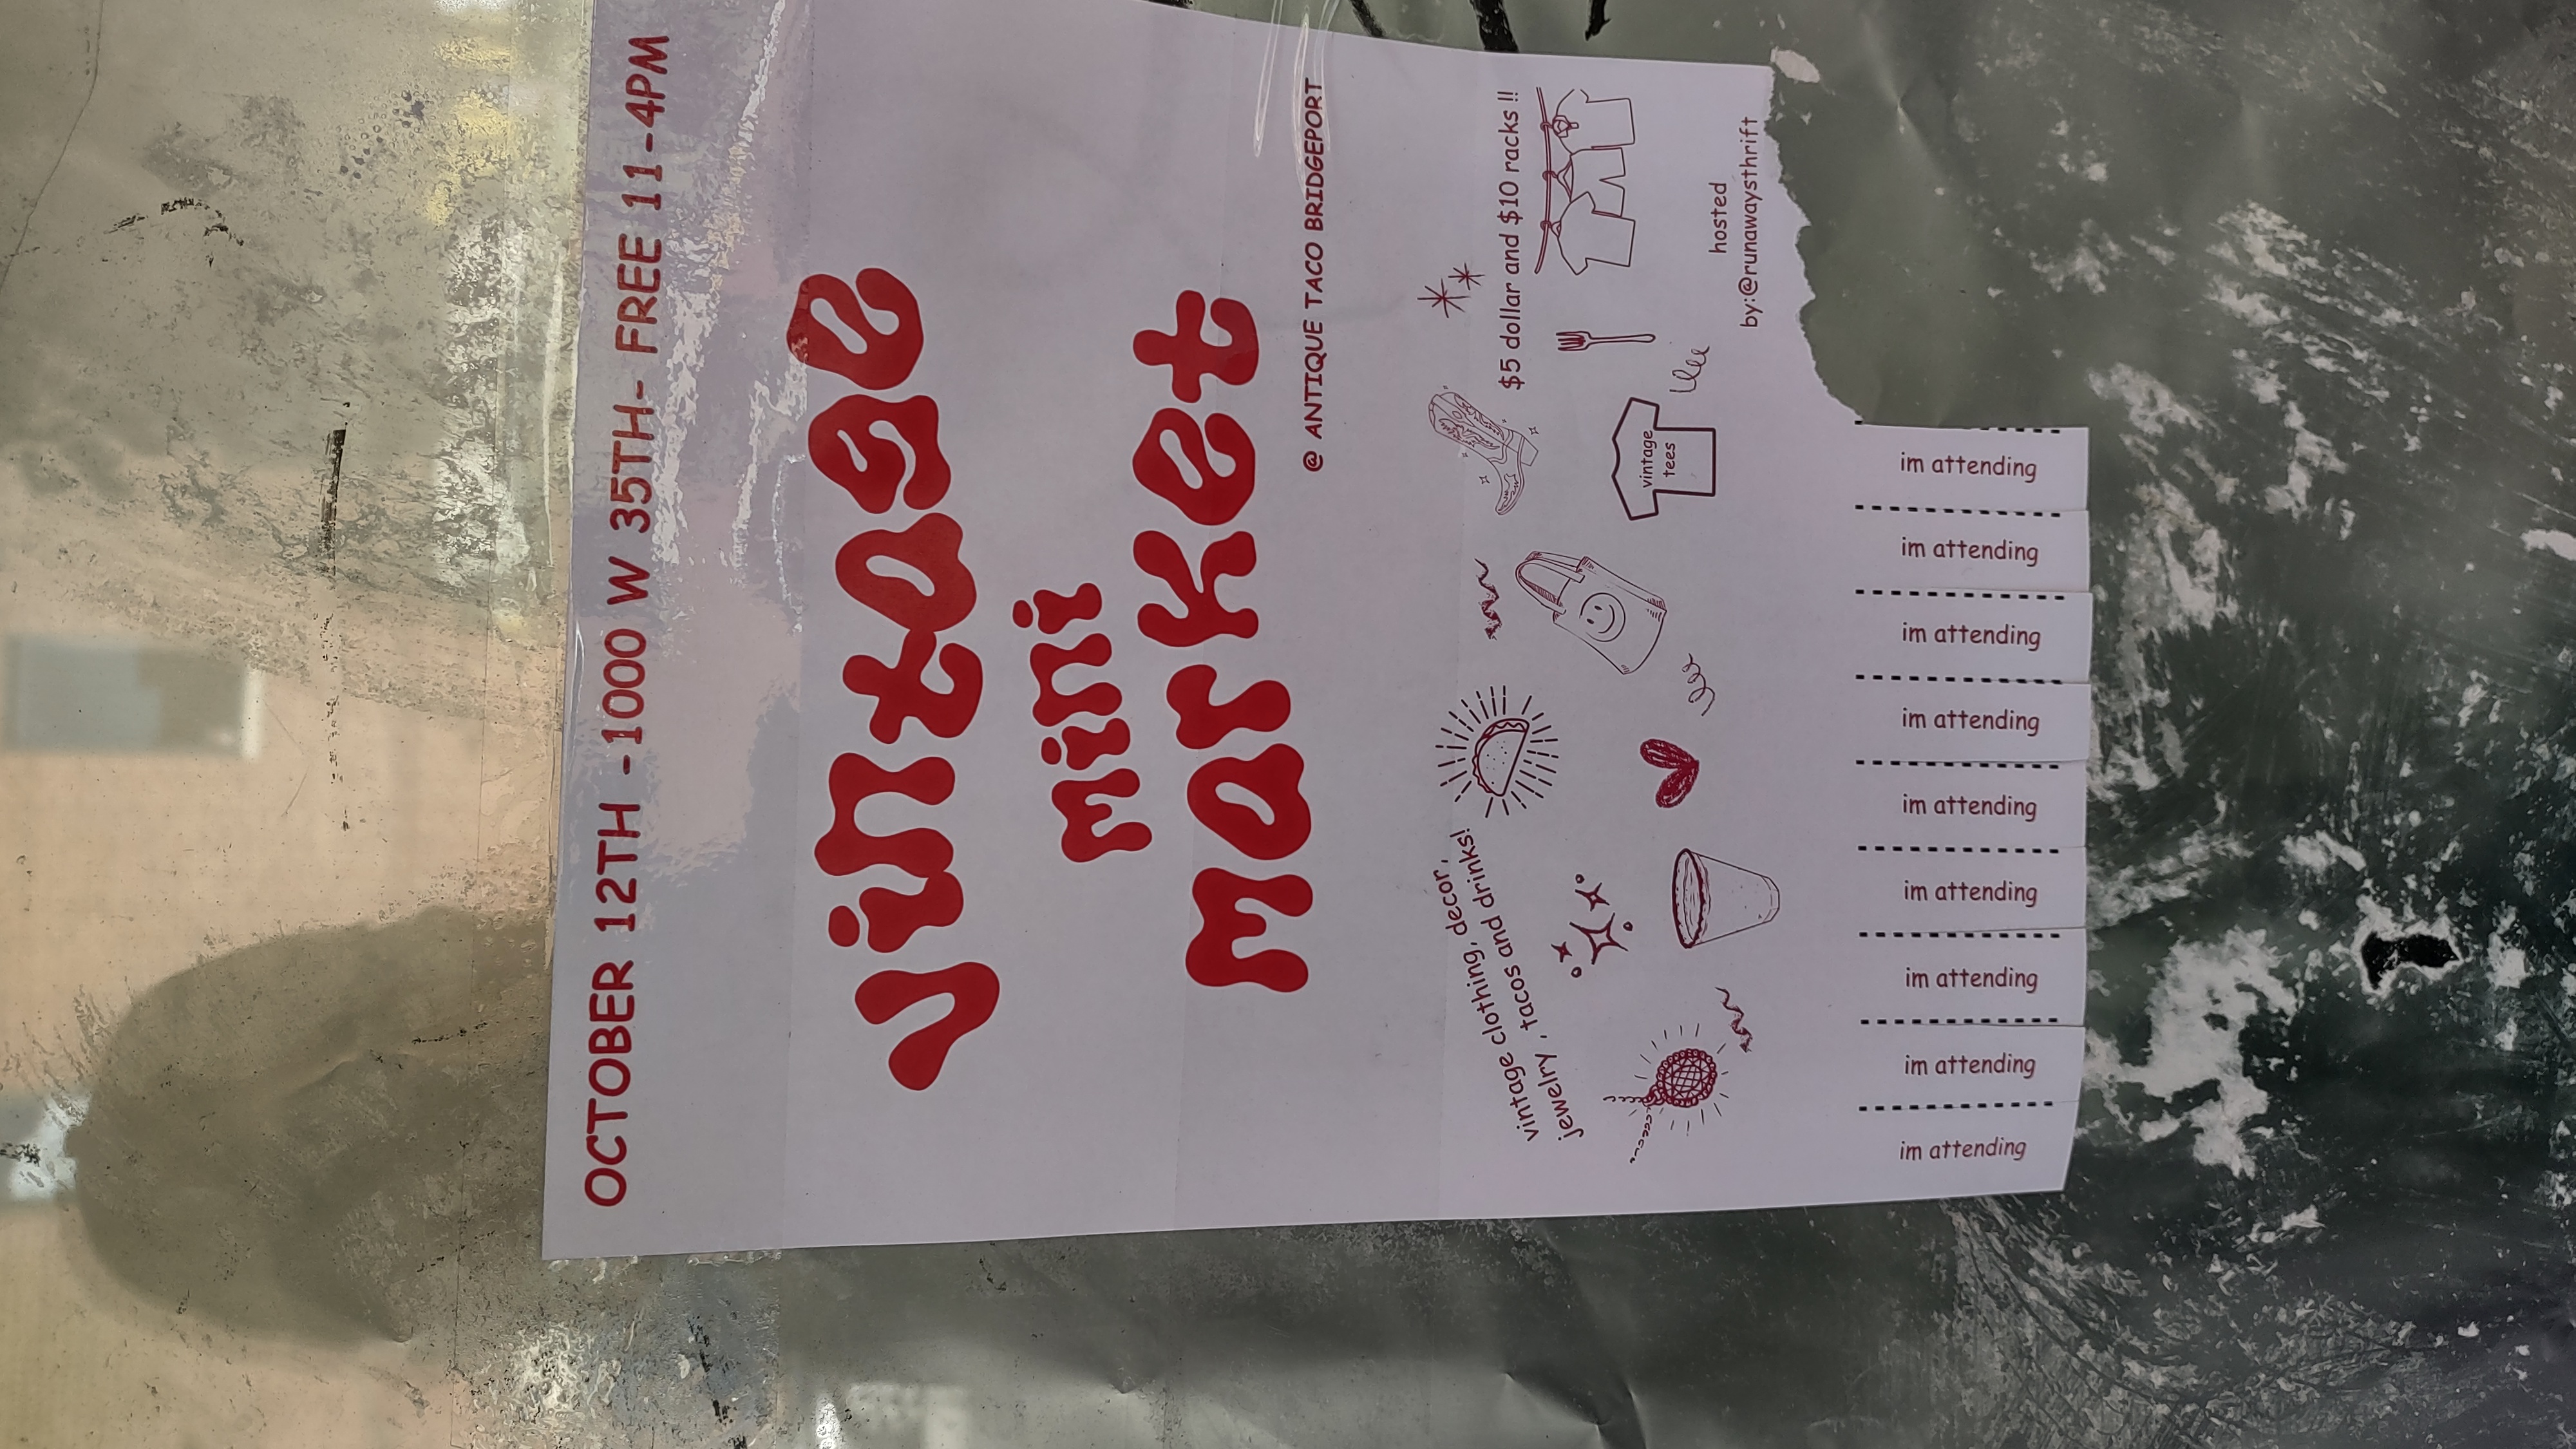 OCTOBER 12TH -1000 W 35TH- FREE 11-4PM
vintage
mini
market
@ ANTIQUE TACO BRIDGEPORT
vintage clothing, decor,
jewelry , tacos and drinks!
$5 dollar and $10 racks !!
vintage
tees
hosted
by:@runawaysthrift
im attending
im attending
im attending
im attending
im attending
im attending
im attending
im attending
im attending